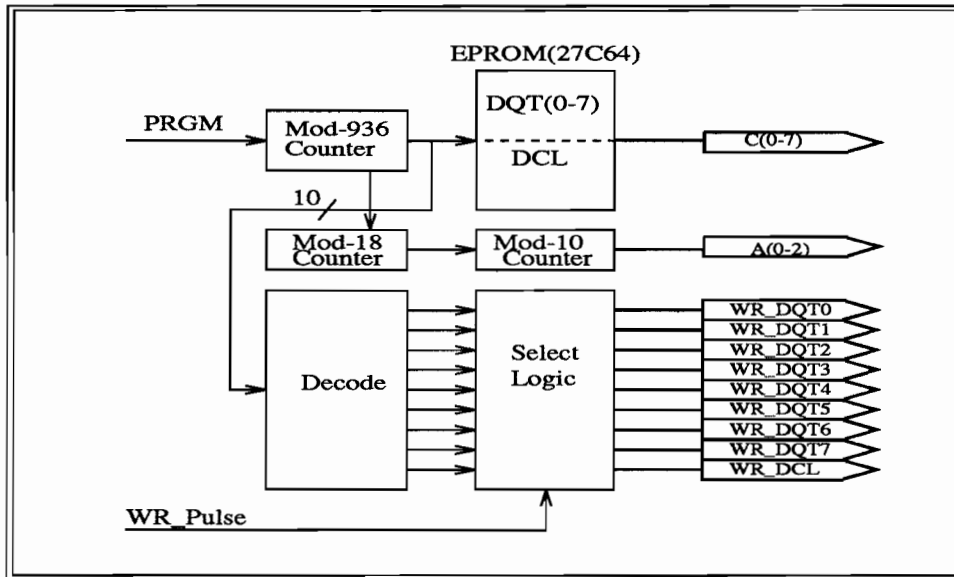 EPROM(27C64)
PRGM
Mod-936
Counter
DQT(0-7)
DCL
C(0-7)
10
Mod-18
Counter
Mod-10
Counter
A(0-2)
Decode
Select
Logic
WR_DQT0
WR_DQT1
WR_DQT2
WR_DQT3
WR_DQT4
WR_DQT5
WR_DQT6
WR_DQT7
WR_DCL
WR_Pulse